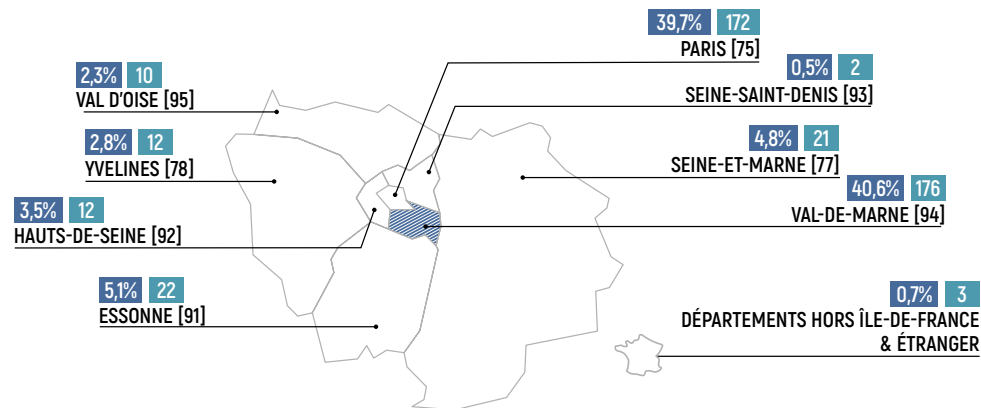 39,7% 172
PARIS [75]
0,5% 2
SEINE-SAINT-DENIS [93]
2,3% 10
VAL D'OISE [95]
4,8% 21
SEINE-ET-MARNE [77]
2,8% 12
YVELINES [78]
40,6% 176
VAL-DE-MARNE [94]
3,5% 12
HAUTS-DE-SEINE [92]
5,1% 22
ESSONNE [91]
0,7% 3
DÉPARTEMENTS HORS ÎLE-DE-FRANCE
& ÉTRANGER